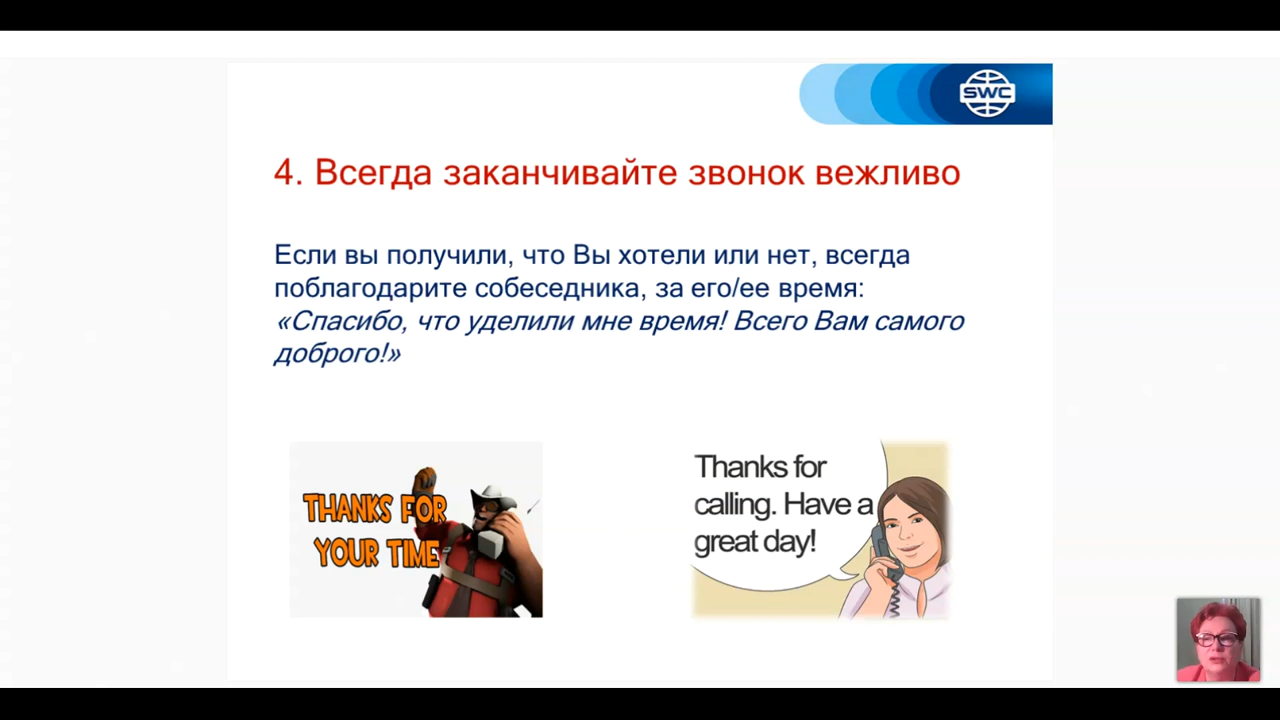 SWC
4. Всегда заканчивайте звонок вежливо
Если вы получили, что Вы хотели или нет, всегда
поблагодарите собеседника, за его/ее время:
«Спасибо, что уделили мне время! Всего Вам самого
доброго!»
THANKS FOR
YOUR TIME
Thanks for
calling. Have a
great day!